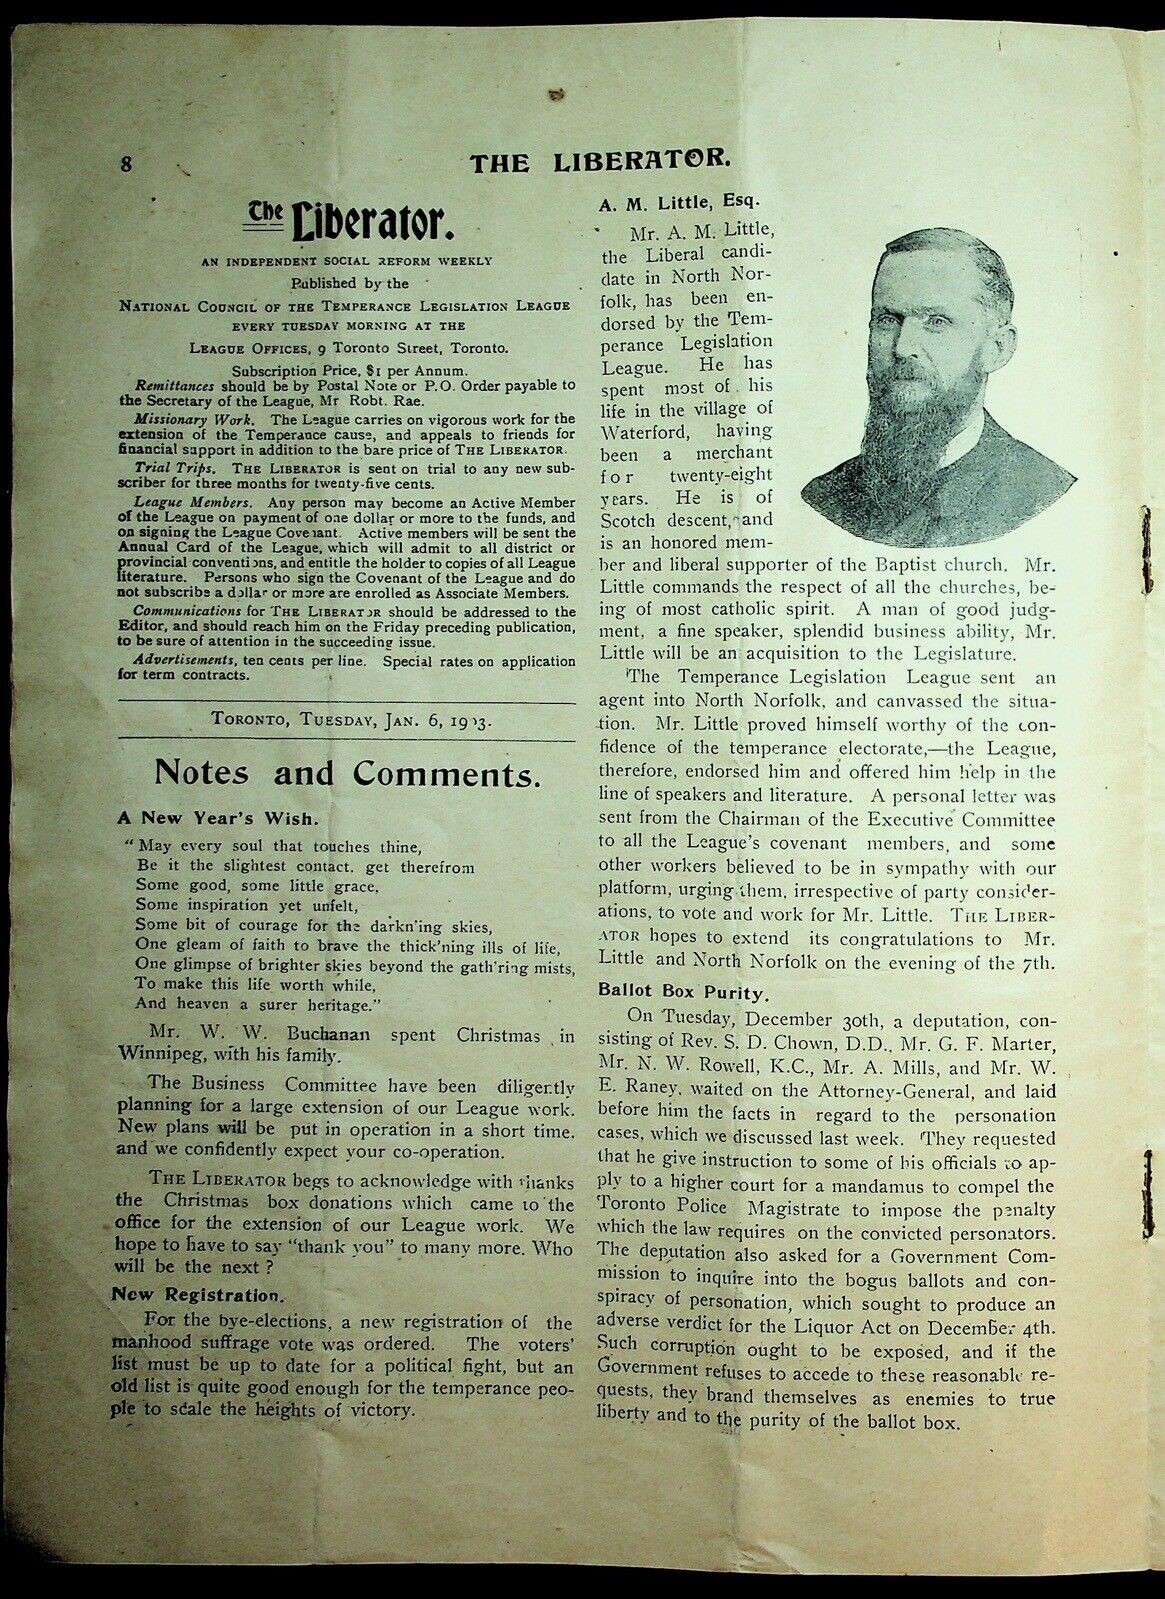 8
THE LIBERATOR.
The Liberator.
AN INDEPENDENT SOCIAL REFORM WEEKLY
Published by the
NATIONAL COUNCIL OF THE TEMPERANCE LEGISLATION LEAGUE
EVERY TUESDAY MORNING AT THE
LEAGUE OFFICES, 9 Toronto Street, Toronto.
Subscription Price, $1 per Annum.
Remittances should be by Postal Note or P.O. Order payable to
the Secretary of the League, Mr Robt. Rae.
Missionary Work. The League carries on vigorous work for the
extension of the Temperance cause, and appeals to friends for
financial support in addition to the bare price of THE LIBERATOR.
Trial Trips. THE LIBERATOR is sent on trial to any new sub-
scriber for three months for twenty-five cents.
League Members. Any person may become an Active Member
of the League on payment of one dollar or more to the funds, and
on signing the League Covenant. Active members will be sent the
Annual Card of the League, which will admit to all district or
provincial conventions, and entitle the holder to copies of all League
literature. Persons who sign the Covenant of the League and do
not subscribe a dollar or more are enrolled as Associate Members.
Communications for THE LIBERATOR should be addressed to the
Editor, and should reach him on the Friday preceding publication,
to be sure of attention in the succeeding issue.
Advertisements, ten cents per line. Special rates on application
for term contracts.
TORONTO, TUESDAY, JAN. 6, 1903.
Notes and Comments.
A New Year's Wish.
"May every soul that touches thine,
Be it the slightest contact, get therefrom
Some good, some little grace,
Some inspiration yet unfelt,
Some bit of courage for the darkn'ing skies,
One gleam of faith to brave the thick'ning ills of life,
One glimpse of brighter skies beyond the gath'ring mists,
To make this life worth while,
And heaven a surer heritage."
Mr. W. W. Buchanan spent Christmas in
Winnipeg, with his family.
The Business Committee have been diligently
planning for a large extension of our League work.
New plans will be put in operation in a short time,
and we confidently expect your co-operation.
THE LIBERATOR begs to acknowledge with thanks
the Christmas box donations which came to the
office for the extension of our League work. We
hope to have to say "thank you" to many more. Who
will be the next?
New Registration.
For the bye-elections, a new registration of the
manhood suffrage vote was ordered. The voters'
list must be up to date for a political fight, but an
old list is quite good enough for the temperance peo-
ple to scale the heights of victory.
A. M. Little, Esq.
Mr. A. M. Little,
the Liberal candi-
date in North Nor-
folk, has been en-
dorsed by the Tem-
perance Legislation
League. He has
spent most of his
life in the village of
Waterford, having
been a merchant
for twenty-eight
years. He is of
Scotch descent, and
is an honored mem-
ber and liberal supporter of the Baptist church. Mr.
Little commands the respect of all the churches, be-
ing of most catholic spirit. A man of good judg-
ment, a fine speaker, splendid business ability, Mr.
Little will be an acquisition to the Legislature.
The Temperance Legislation League sent an
agent into North Norfolk, and canvassed the situa-
tion. Mr. Little proved himself worthy of the con-
fidence of the temperance electorate,—the League,
therefore, endorsed him and offered him help in the
line of speakers and literature. A personal letter was
sent from the Chairman of the Executive Committee
to all the League's covenant members, and some
other workers believed to be in sympathy with our
platform, urging them, irrespective of party consider-
ations, to vote and work for Mr. Little. THE LIBER-
ATOR hopes to extend its congratulations to Mr.
Little and North Norfolk on the evening of the 7th.
Ballot Box Purity.
On Tuesday, December 30th, a deputation, con-
sisting of Rev. S. D. Chown, D.D., Mr. G. F. Marter,
Mr. N. W. Rowell, K.C., Mr. A. Mills, and Mr. W.
E. Raney, waited on the Attorney-General, and laid
before him the facts in regard to the personation
cases, which we discussed last week. They requested
that he give instruction to some of his officials to ap-
ply to a higher court for a mandamus to compel the
Toronto Police Magistrate to impose the penalty
which the law requires on the convicted personators.
The deputation also asked for a Government Com-
mission to inquire into the bogus ballots and con-
spiracy of personation, which sought to produce an
adverse verdict for the Liquor Act on December 4th.
Such corruption ought to be exposed, and if the
Government refuses to accede to these reasonable re-
quests, they brand themselves as enemies to true
liberty and to the purity of the ballot box.